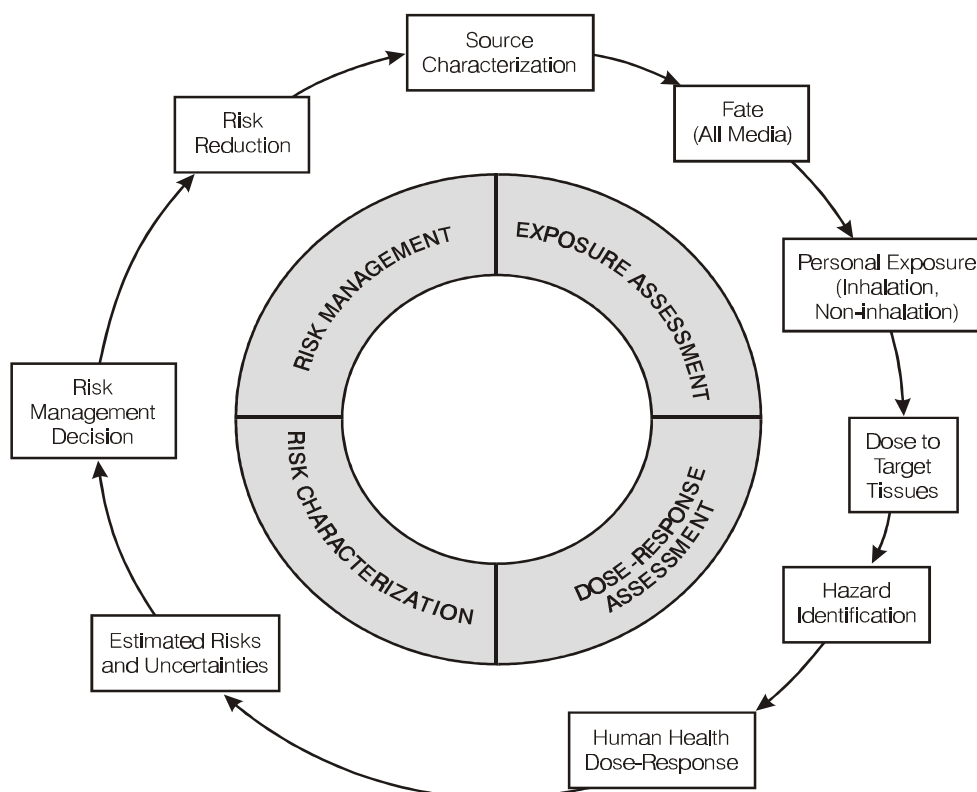 Source
Characterization
Fate
(All Media)
Personal Exposure
(Inhalation,
Non-inhalation)
Dose to
Target
Tissues
Hazard
Identification
Human Health
Dose-Response
Estimated Risks
and Uncertainties
Risk
Management
Decision
Risk
Reduction
EXPOSURE ASSESSMENT
DOSE-RESPONSE
ASSESSMENT
RISK CHARACTERIZATION
RISK MANAGEMENT